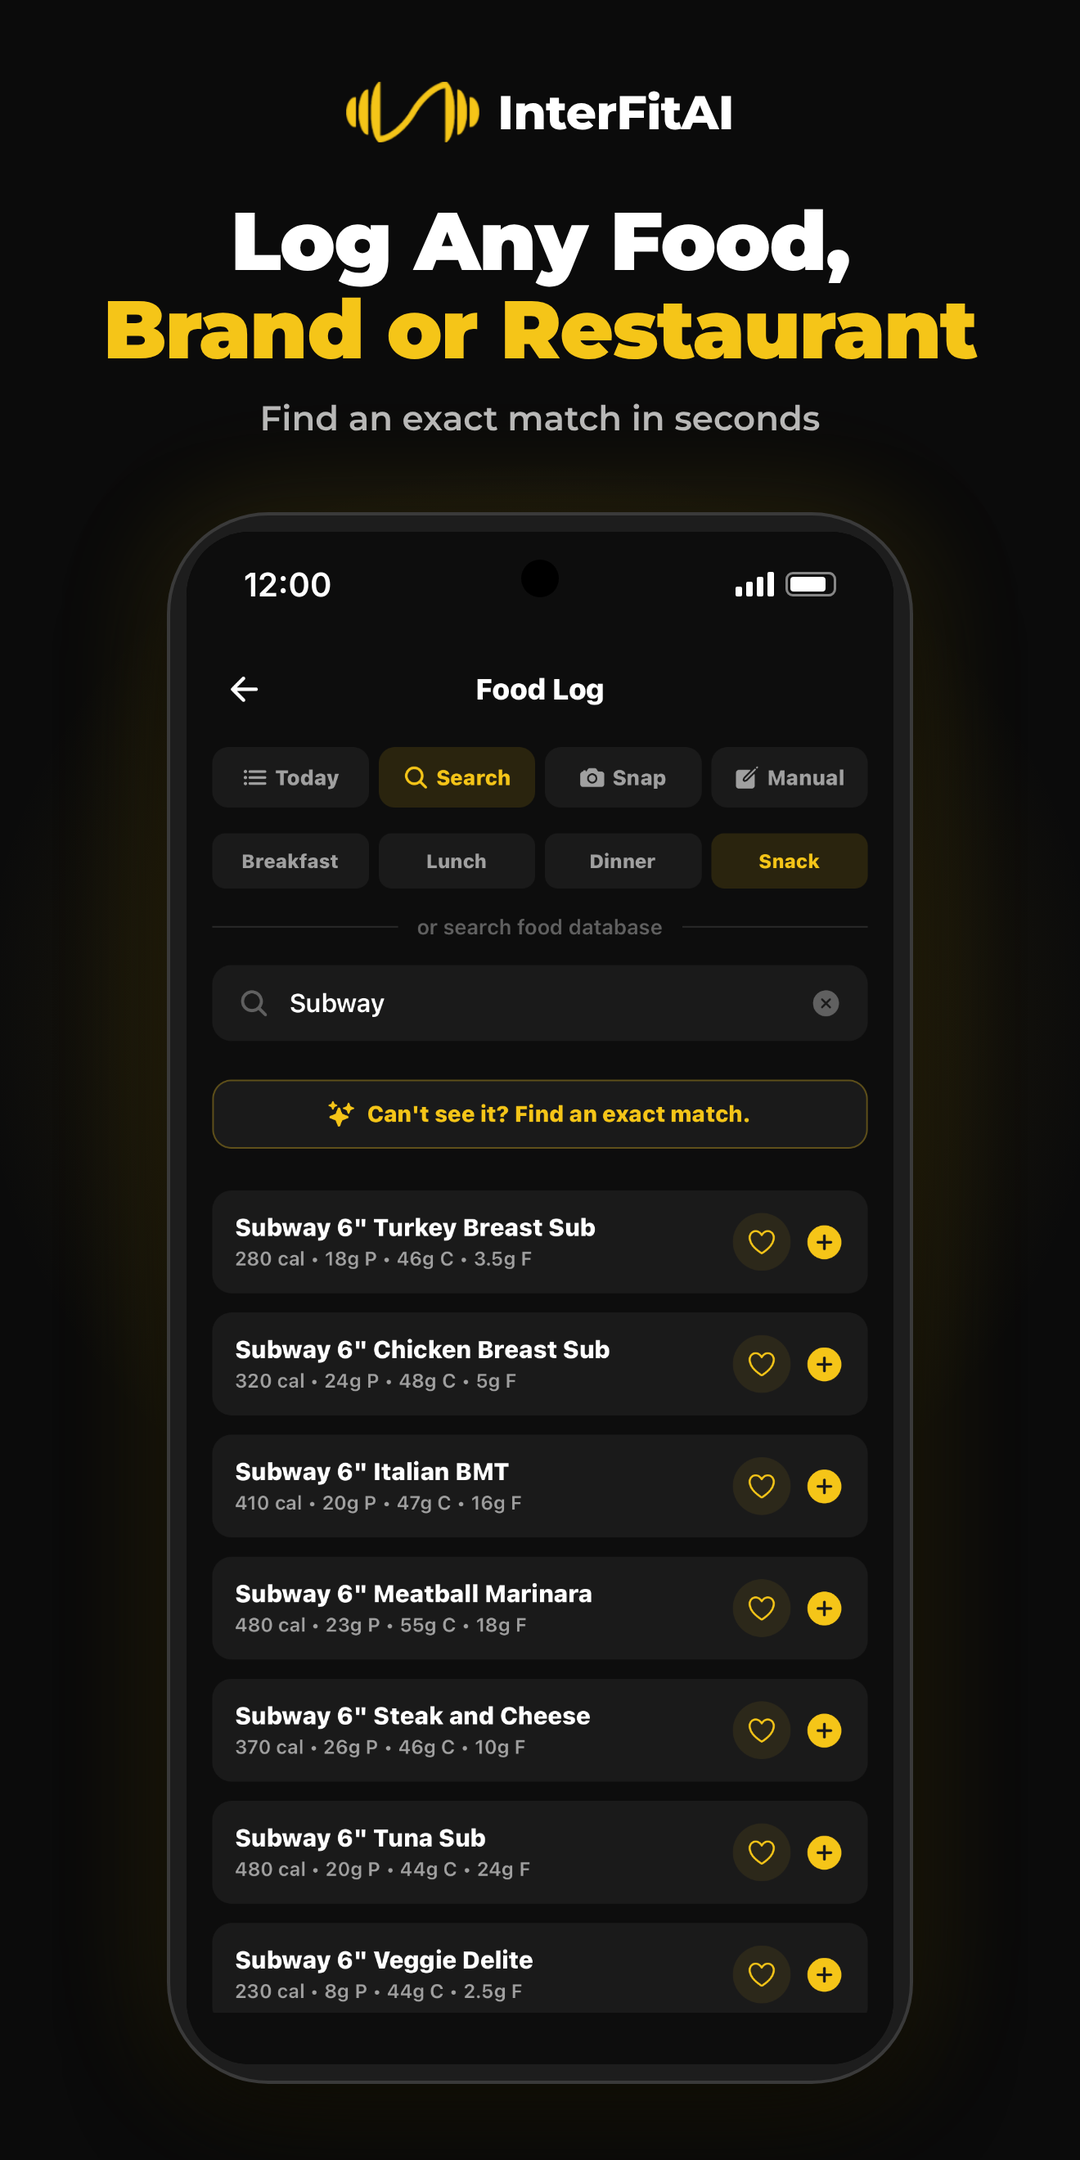 InterFitAI
Log Any Food,
Brand or Restaurant
Find an exact match in seconds
12:00
Food Log
Today Search Snap Manual
Breakfast Lunch Dinner Snack
or search food database
Subway
Can't see it? Find an exact match.
Subway 6" Turkey Breast Sub
280 cal • 18g P • 46g C • 3.5g F
Subway 6" Chicken Breast Sub
320 cal • 24g P • 48g C • 5g F
Subway 6" Italian BMT
410 cal • 20g P • 47g C • 16g F
Subway 6" Meatball Marinara
480 cal • 23g P • 55g C • 18g F
Subway 6" Steak and Cheese
370 cal • 26g P • 46g C • 10g F
Subway 6" Tuna Sub
480 cal • 20g P • 44g C • 24g F
Subway 6" Veggie Delite
230 cal • 8g P • 44g C • 2.5g F